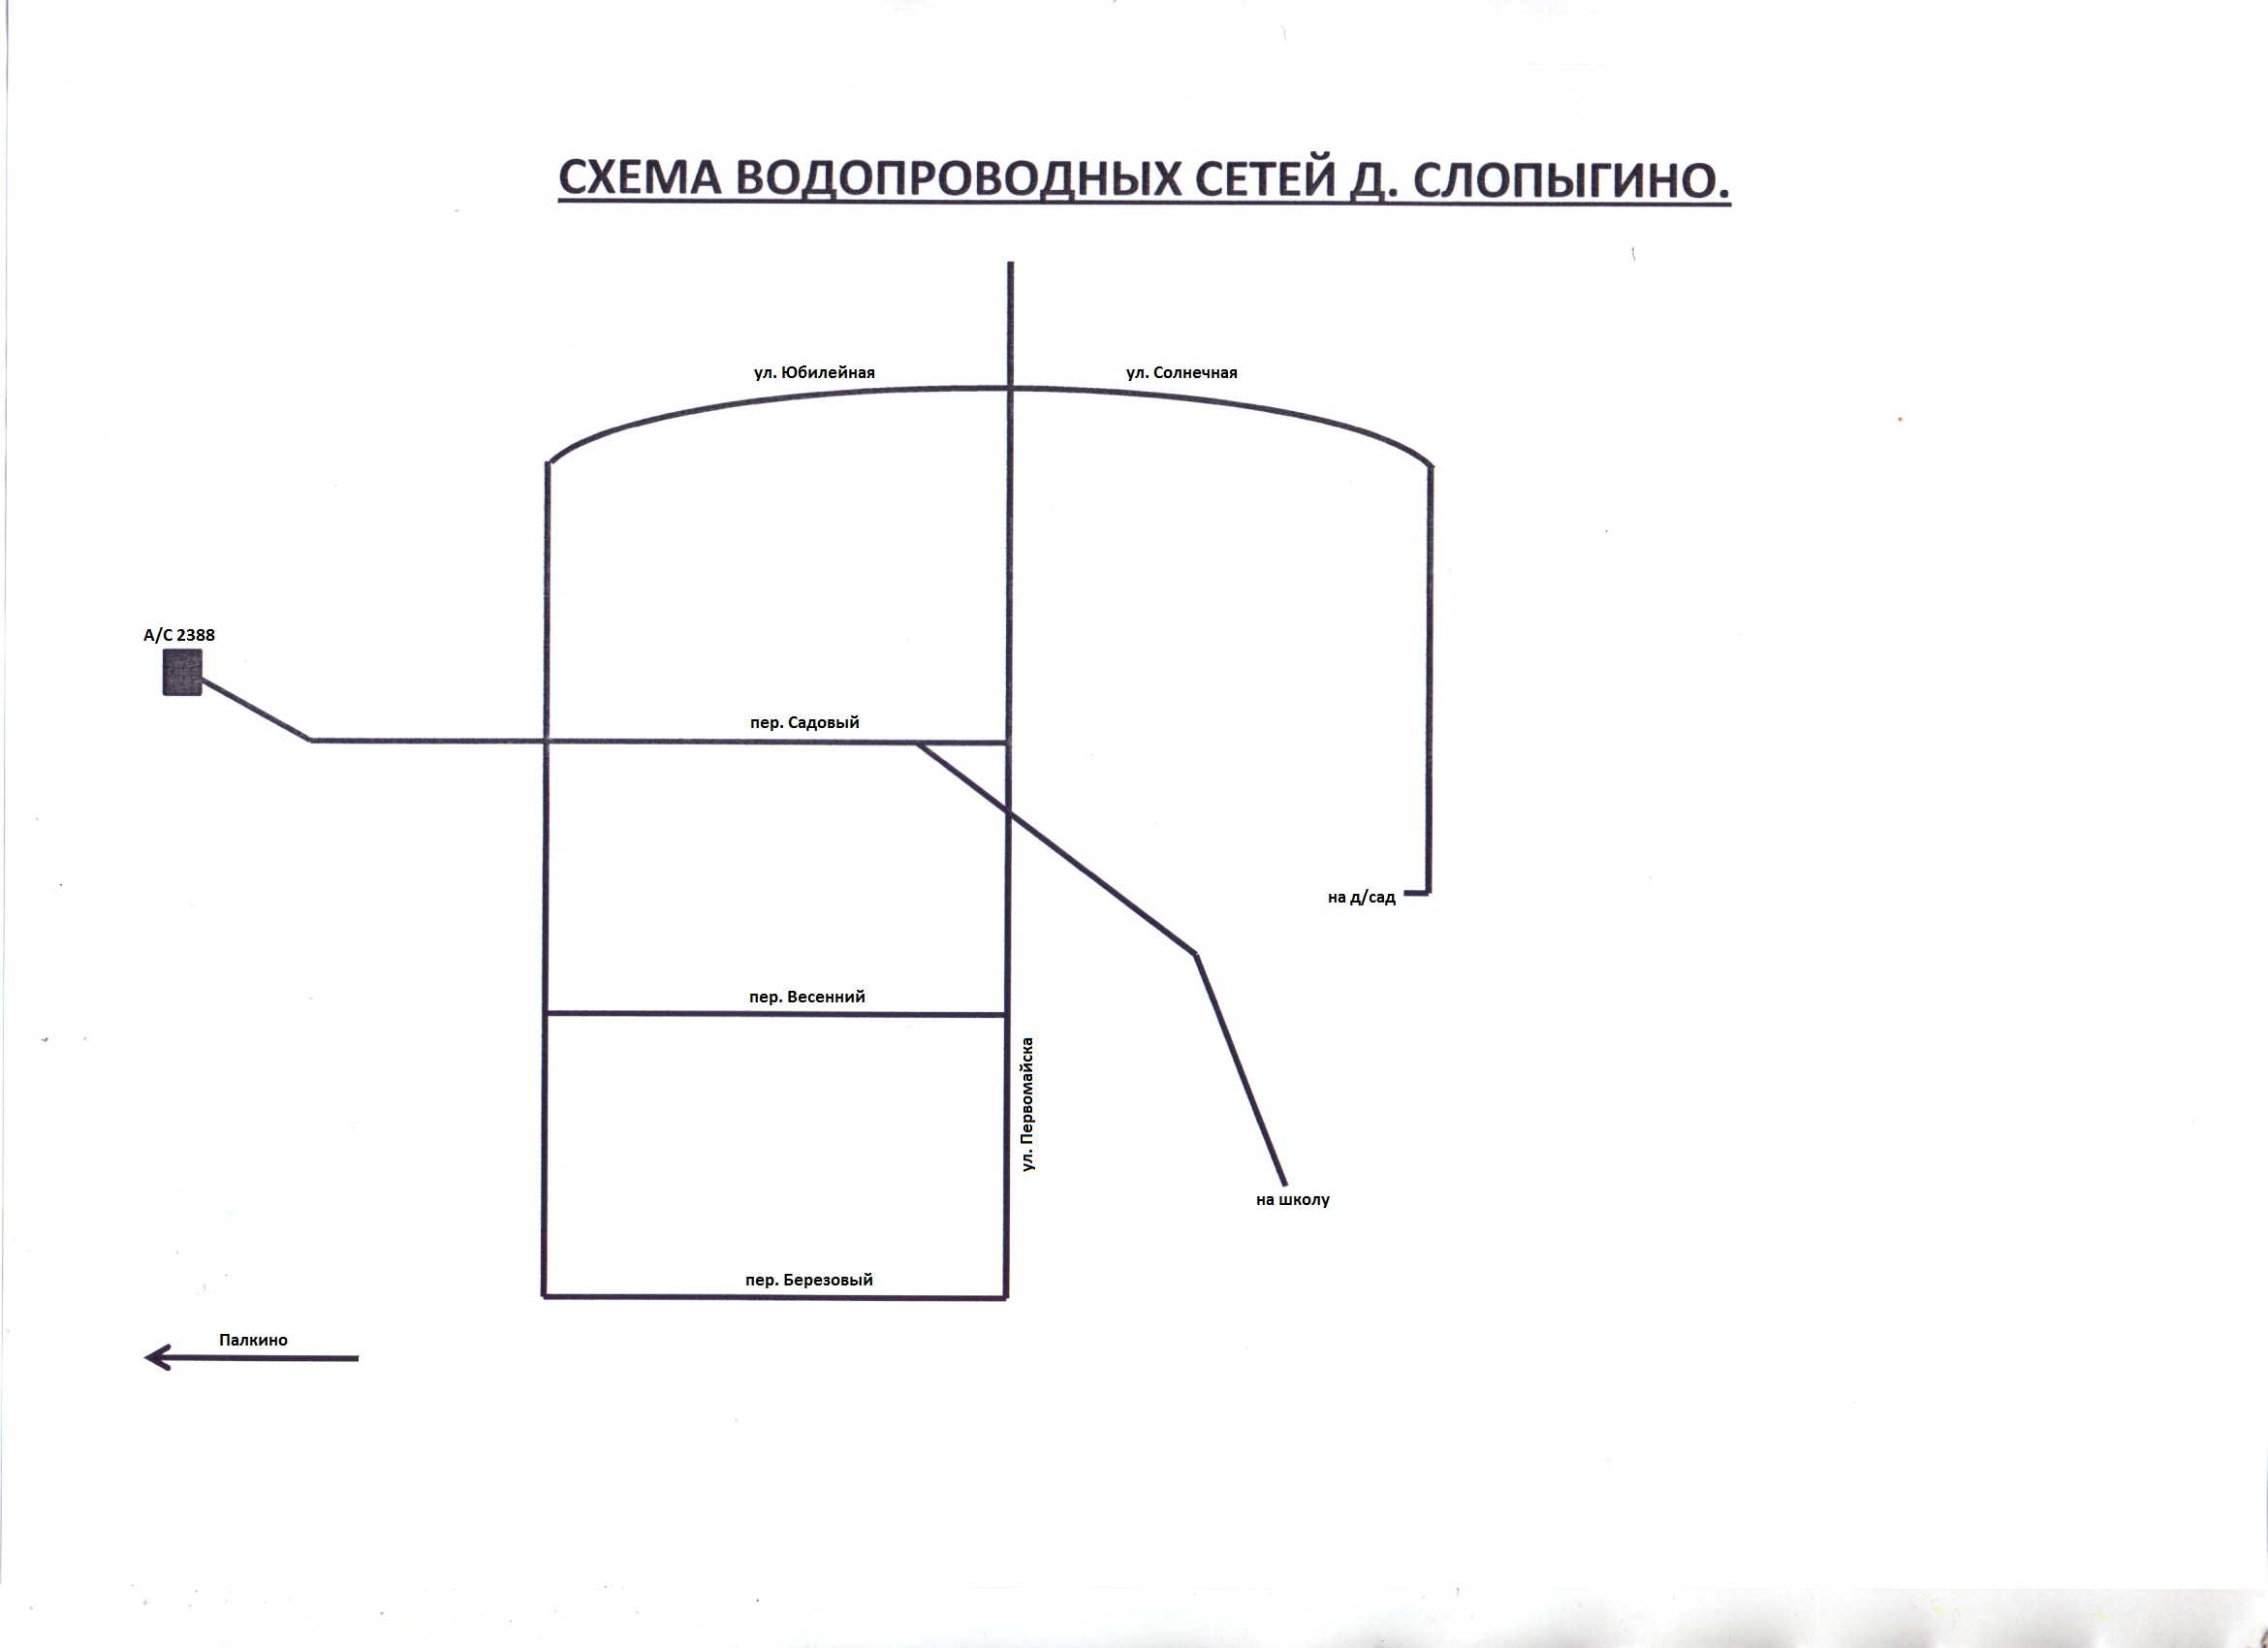 СХЕМА ВОДОПРОВОДНЫХ СЕТЕЙ Д. СЛОПЫГИНО.
ул. Юбилейная
ул. Солнечная
А/С 2388
пер. Садовый
на д/сад
пер. Весенний
ул. Первомайска
на школу
пер. Березовый
Палкино